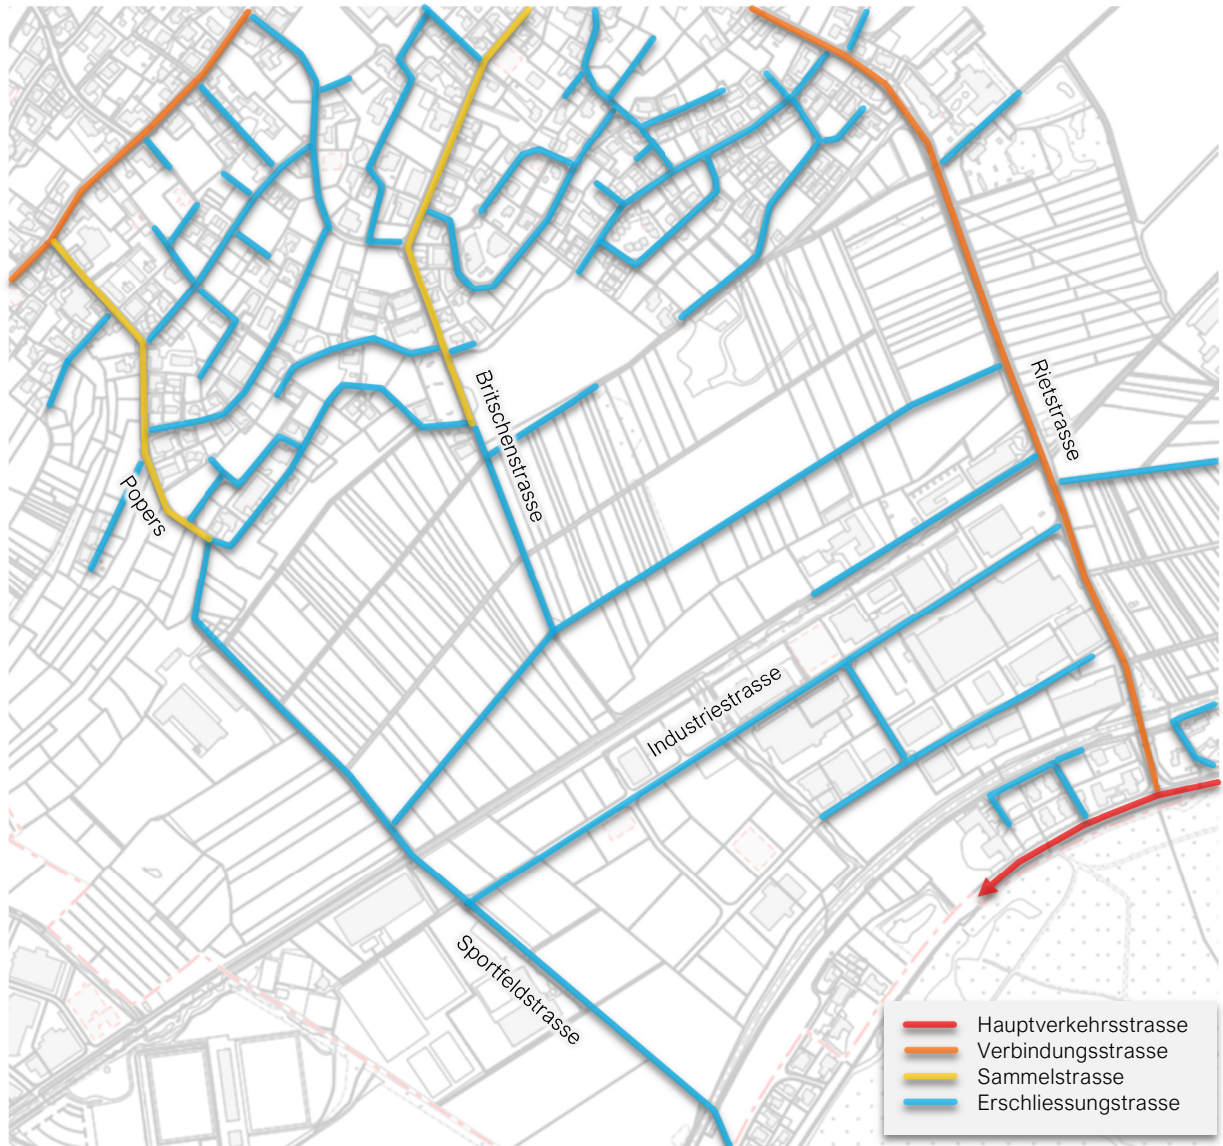 Rietstrasse
Britschenstrasse
Popers
Industriestrasse
Sportfeldstrasse
Hauptverkehrsstrasse
Verbindungsstrasse
Sammelstrasse
Erschliessungstrasse